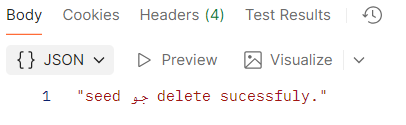 Body Cookies Headers (4) Test Results
{} JSON Preview Visualize
1 "seed جو delete sucessfuly."